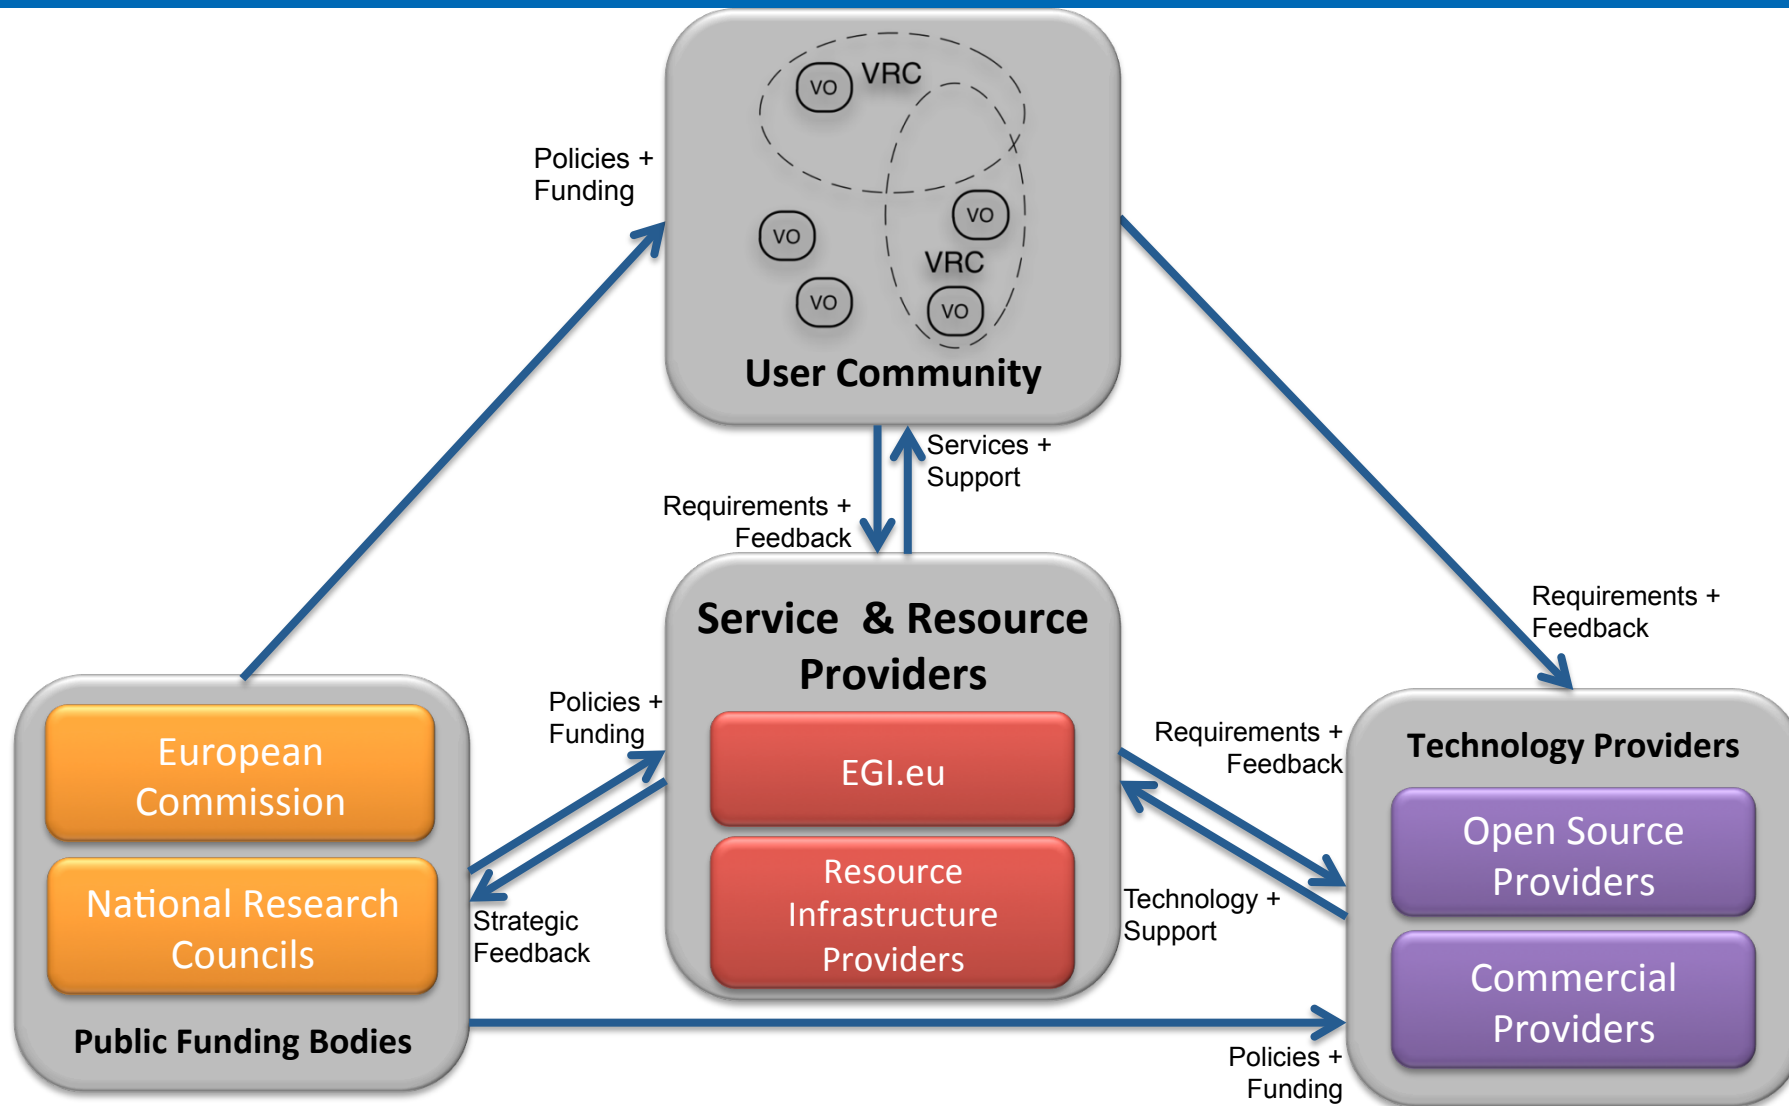 VO
VRC
VO
VO
VRC
VO
VO
User Community
Policies +
Funding
Services +
Support
Requirements +
Feedback
Requirements +
Feedback
Service & Resource
Providers
EGI.eu
Resource
Infrastructure
Providers
Policies +
Funding
Strategic
Feedback
European
Commission
National Research
Councils
Public Funding Bodies
Requirements +
Feedback
Technology +
Support
Technology Providers
Open Source
Providers
Commercial
Providers
Policies +
Funding